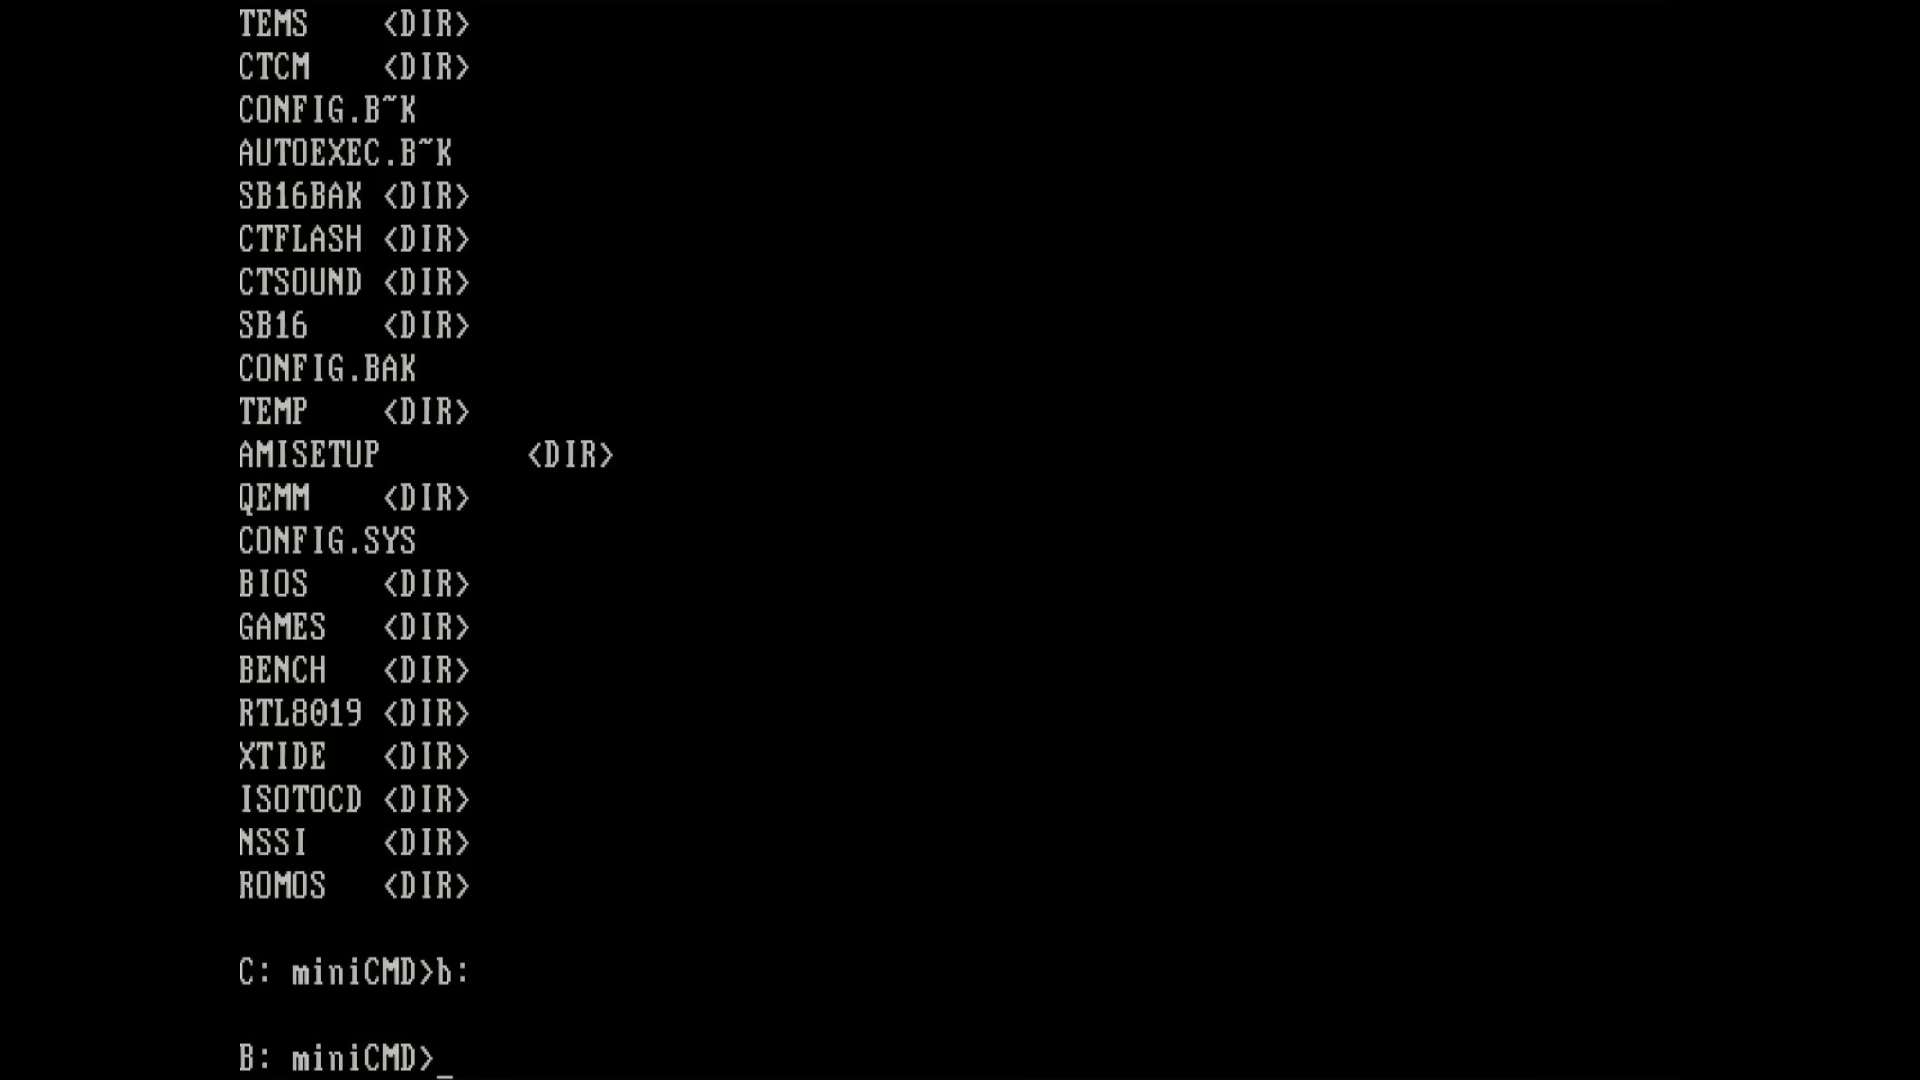 TEMS    <DIR>
CTCM    <DIR>
CONFIG.B~K
AUTOEXEC.B~K
SB16BAK <DIR>
CTFLASH <DIR>
CTSOUND <DIR>
SB16    <DIR>
CONFIG.BAK
TEMP    <DIR>
AMISETUP        <DIR>
QEMM    <DIR>
CONFIG.SYS
BIOS    <DIR>
GAMES   <DIR>
BENCH   <DIR>
RTL8019 <DIR>
XTIDE   <DIR>
ISOTOCD <DIR>
NSSI    <DIR>
ROMOS   <DIR>
C: miniCMD>b:
B: miniCMD>_